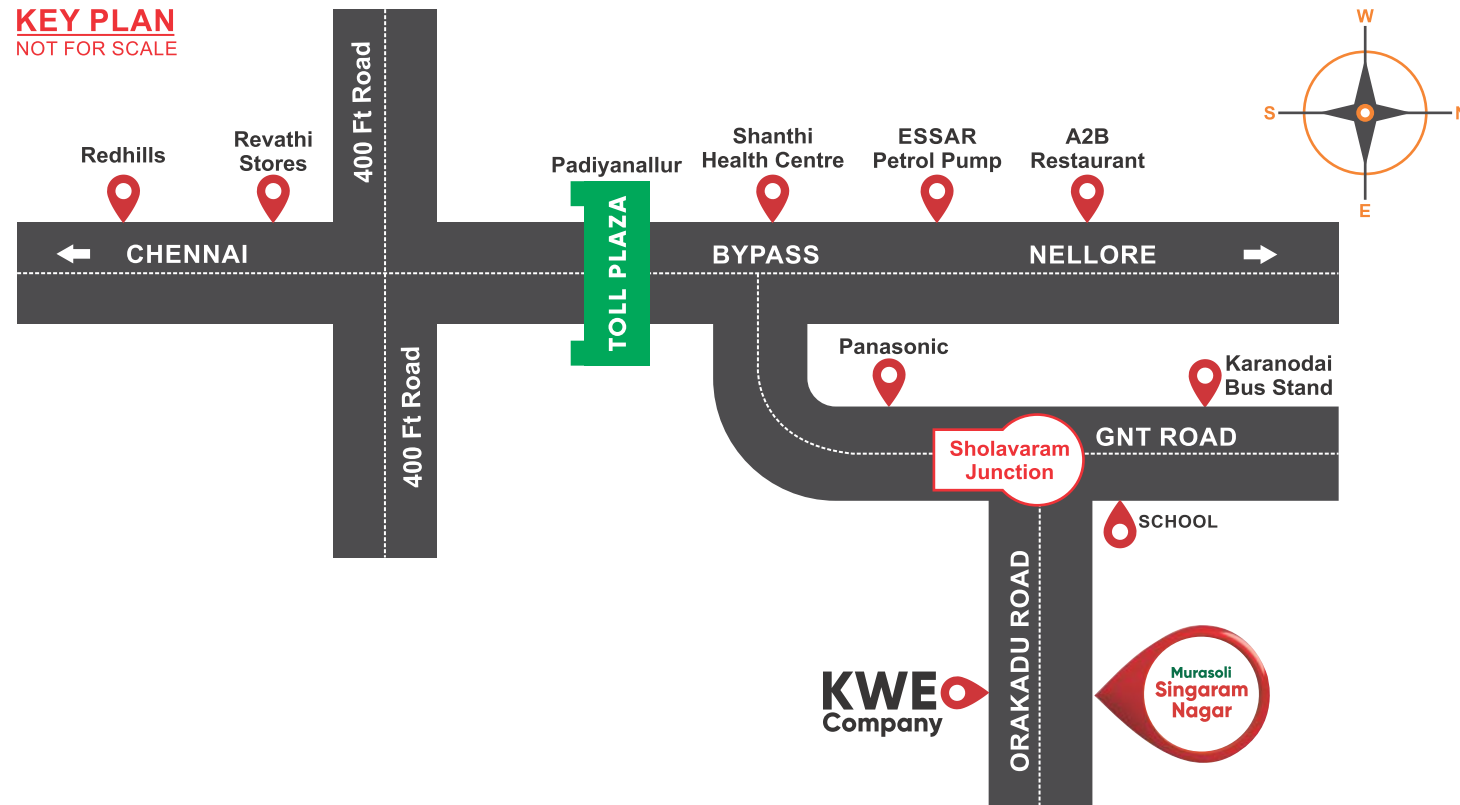 KEY PLAN
NOT FOR SCALE
W
S
E
400 Ft Road
Redhills
Revathi
Stores
Padiyanallur
Shanthi
Health Centre
ESSAR
Petrol Pump
A2B
Restaurant
CHENNAI
TOLL PLAZA
BYPASS
NELLORE
400 Ft Road
Panasonic
Karanodai
Bus Stand
Sholavaram
Junction
GNT ROAD
SCHOOL
ORAKADU ROAD
KWE
Company
Murasoli
Singaram
Nagar